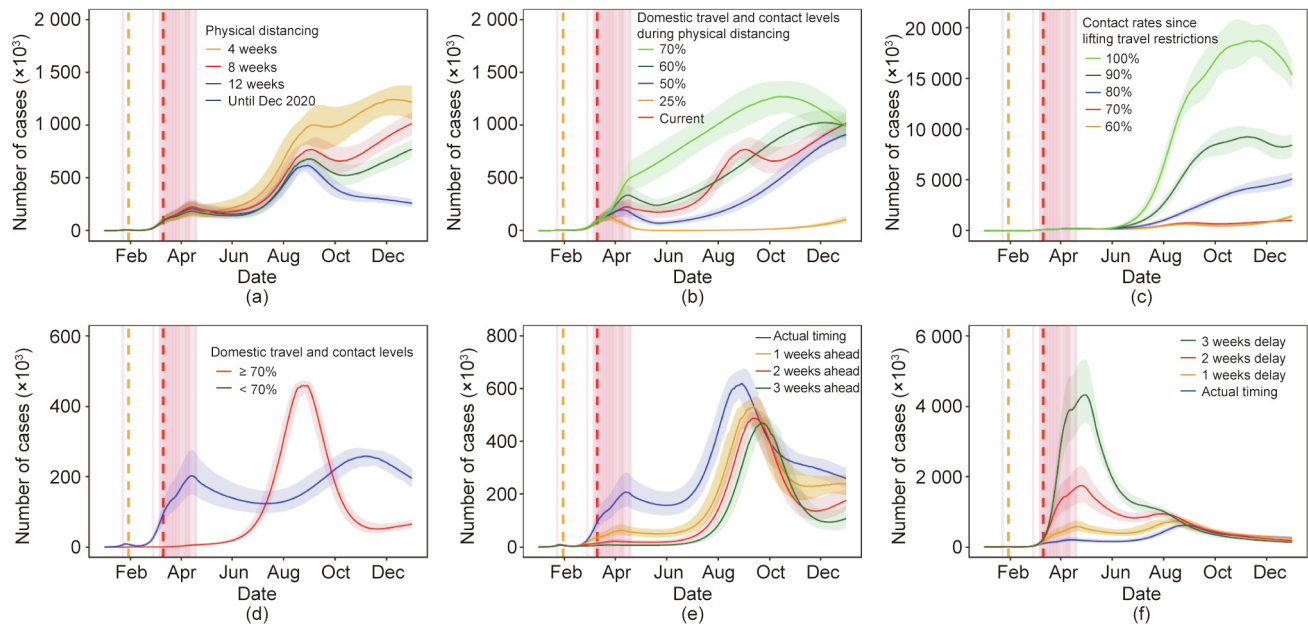 2 000
1 500
1 000
500
0
Number of cases (×10³)
Physical distancing
4 weeks
8 weeks
12 weeks
Until Dec 2020
Feb Apr Jun Aug Oct Dec
Date
(a)
2 000
1 500
1 000
500
0
Number of cases (×10³)
Domestic travel and contact levels
during physical distancing
70%
60%
50%
25%
Current
Feb Apr Jun Aug Oct Dec
Date
(b)
20 000
15 000
10 000
5 000
0
Number of cases (×10³)
Contact rates since
lifting travel restrictions
100%
90%
80%
70%
60%
Feb Apr Jun Aug Oct Dec
Date
(c)
600
400
200
0
Number of cases (×10³)
Domestic travel and contact levels
≥ 70%
< 70%
Feb Apr Jun Aug Oct Dec
Date
(d)
800
600
400
200
0
Number of cases (×10³)
Actual timing
1 weeks ahead
2 weeks ahead
3 weeks ahead
Feb Apr Jun Aug Oct Dec
Date
(e)
6 000
4 000
2 000
0
Number of cases (×10³)
3 weeks delay
2 weeks delay
1 weeks delay
Actual timing
Feb Apr Jun Aug Oct Dec
Date
(f)